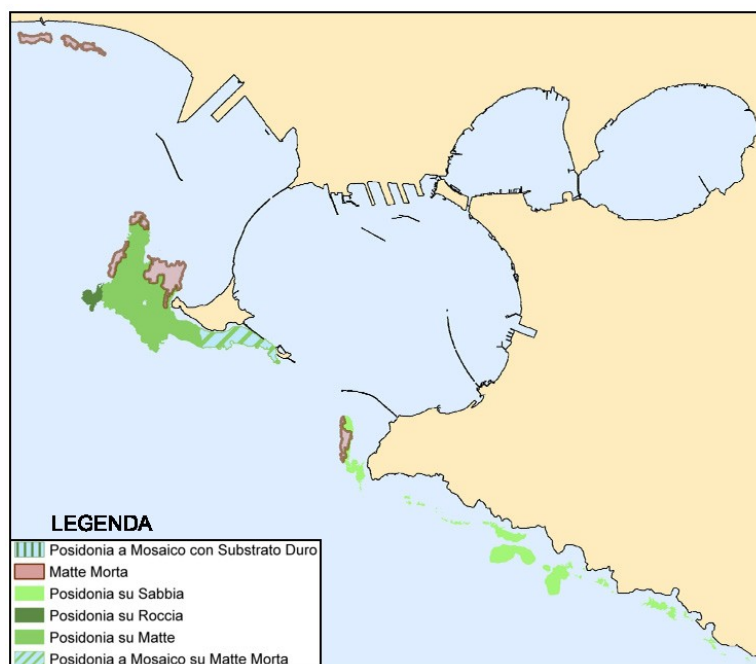 LEGENDA
Posidonia a Mosaico con Substrato Duro
Matte Morta
Posidonia su Sabbia
Posidonia su Roccia
Posidonia su Matte
Posidonia a Mosaico su Matte Morta